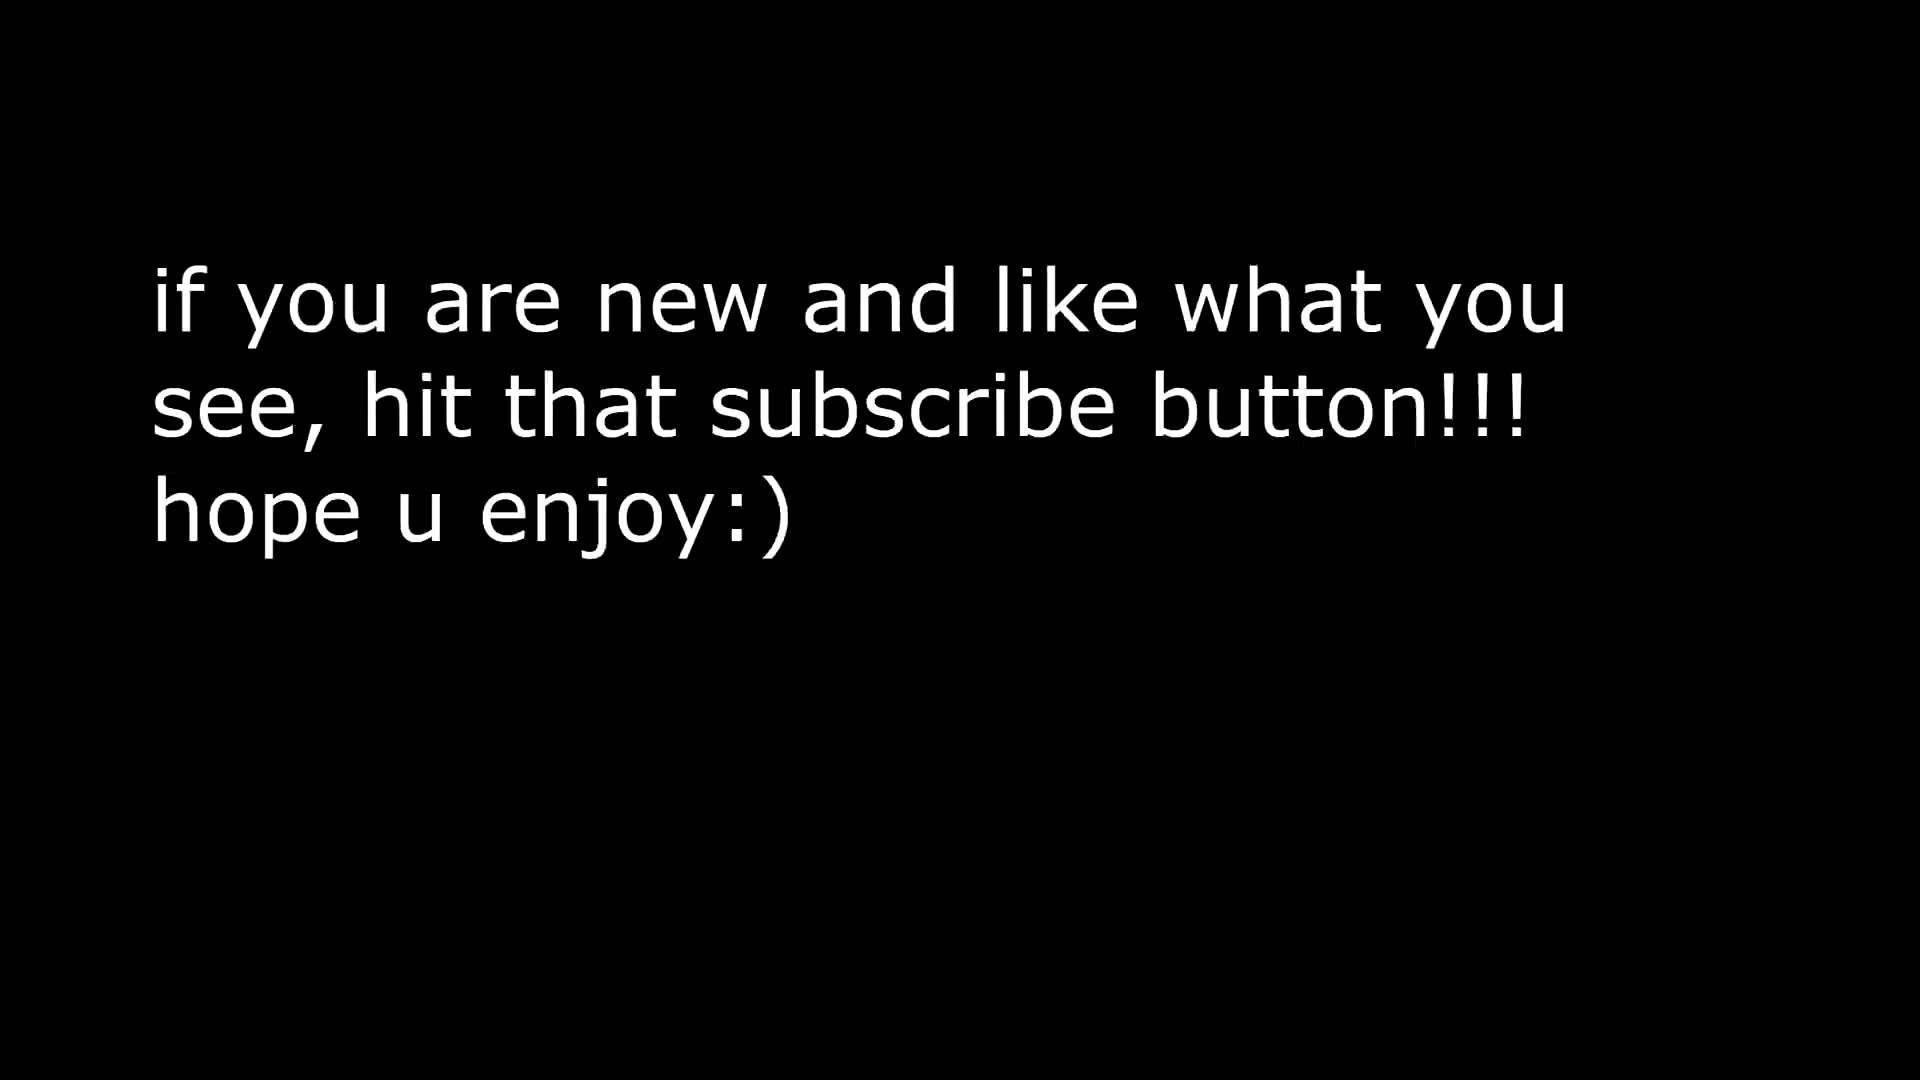 if you are new and like what you
see, hit that subscribe button!!!
hope u enjoy:)